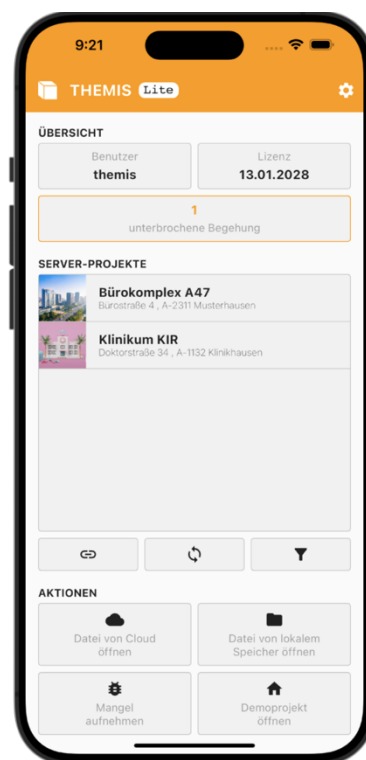 9:21
THEMIS Lite
ÜBERSICHT
Benutzer
themis
Lizenz
13.01.2028
1
unterbrochene Begehung
SERVER-PROJEKTE
Bürokomplex A47
Bürostraße 4 , A-2311 Musterhausen
Klinikum KIR
Doktorstraße 34 , A-1132 Klinikhausen
AKTIONEN
Datei von Cloud
öffnen
Datei von lokalem
Speicher öffnen
Mangel
aufnehmen
Demoprojekt
öffnen